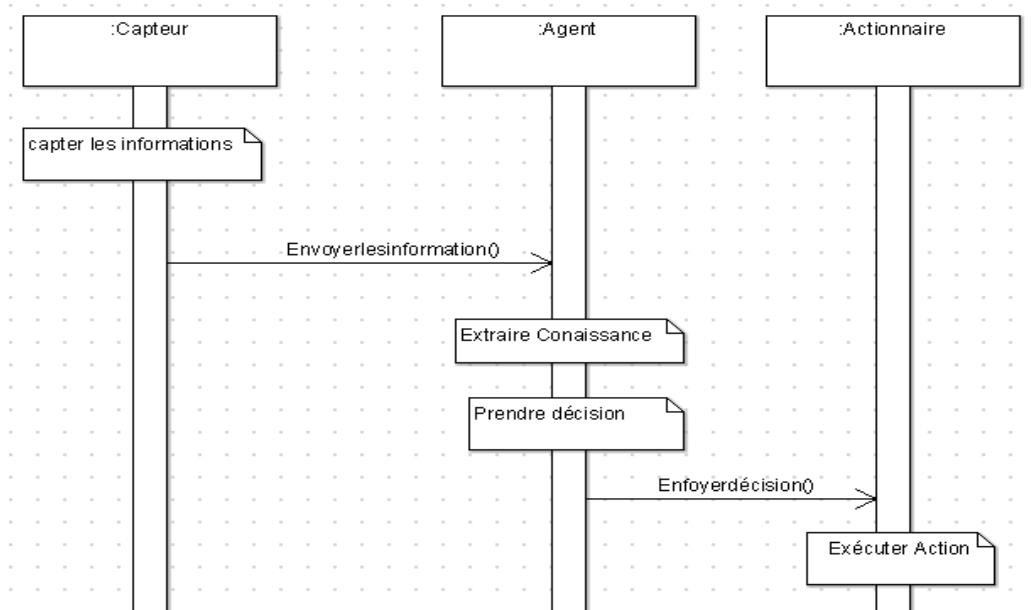 :Capteur
:Agent
:Actionnaire
capter les informations
Envoyerlesinformation()
Extraire Conaissance
Prendre décision
Enfoyerdécision()
Exécuter Action